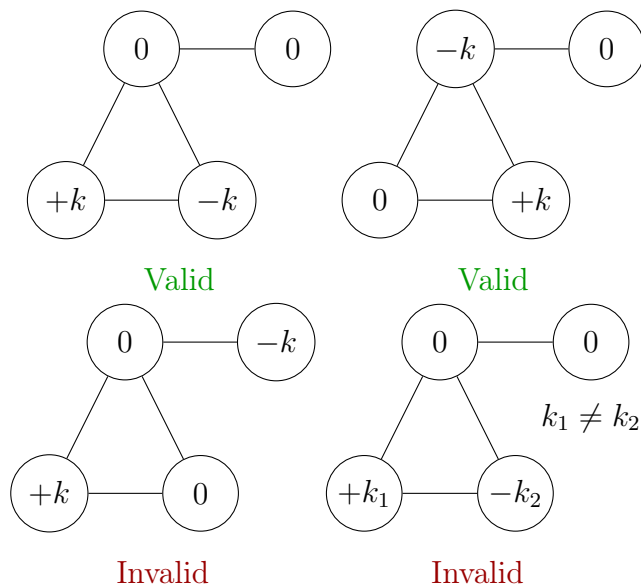 0 0
+k −k
Valid
−k 0
0 +k
Valid
0 −k
+k 0
Invalid
0 0
k₁ ≠ k₂
+k₁ −k₂
Invalid